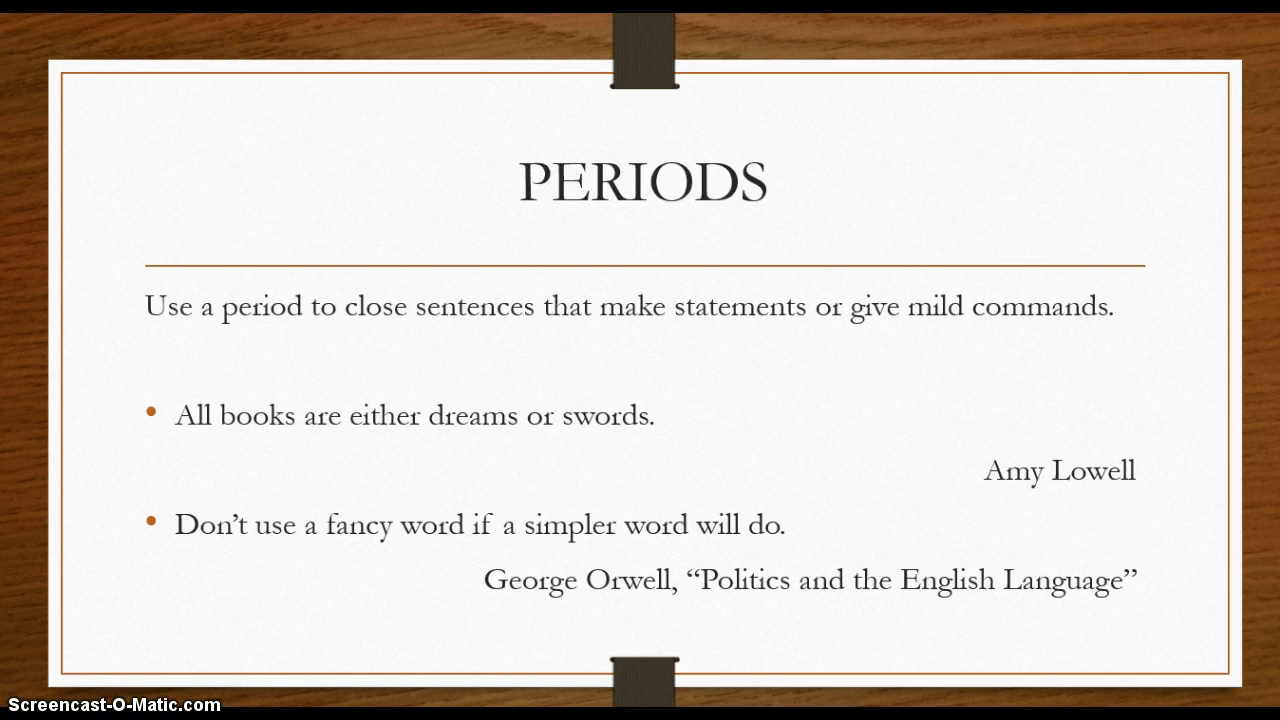 PERIODS
Use a period to close sentences that make statements or give mild commands.
• All books are either dreams or swords.
Amy Lowell
• Don’t use a fancy word if a simpler word will do.
George Orwell, “Politics and the English Language”
Screencast-O-Matic.com